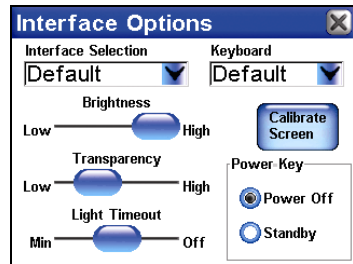 Interface Options
Interface Selection Keyboard
Default Default
Brightness
Low High
Calibrate
Screen
Transparency
Low High
Power Key
Power Off
Light Timeout
Min Off
Standby